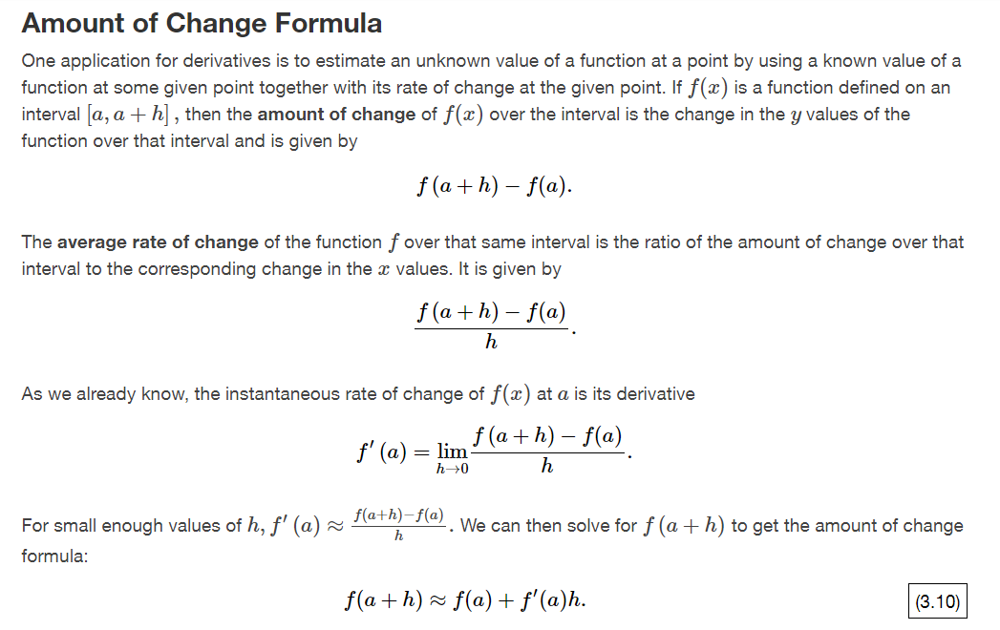 Amount of Change Formula
One application for derivatives is to estimate an unknown value of a function at a point by using a known value of a
function at some given point together with its rate of change at the given point. If f(x) is a function defined on an
interval [a, a + h] , then the amount of change of f(x) over the interval is the change in the y values of the
function over that interval and is given by
f (a + h) − f(a).
The average rate of change of the function f over that same interval is the ratio of the amount of change over that
interval to the corresponding change in the x values. It is given by
\frac{f (a + h) − f(a)}{h}.
As we already know, the instantaneous rate of change of f(x) at a is its derivative
f′ (a) = \lim_{h→0} \frac{f (a + h) − f(a)}{h}.
For small enough values of h, f′ (a) ≈ \frac{f(a+h)−f(a)}{h}. We can then solve for f (a + h) to get the amount of change
formula:
f(a + h) ≈ f(a) + f′(a)h. (3.10)